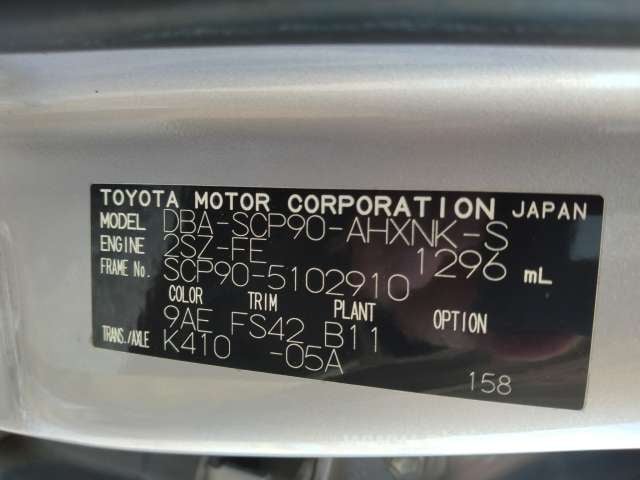 TOYOTA MOTOR CORPORATION JAPAN
MODEL DBA-SCP90-AHXNK-S
ENGINE 2SZ-FE 1296 mL
FRAME No. SCP90-5102910
COLOR TRIM PLANT OPTION
9AE FS42 B11
TRANS./AXLE K410 -05A
158